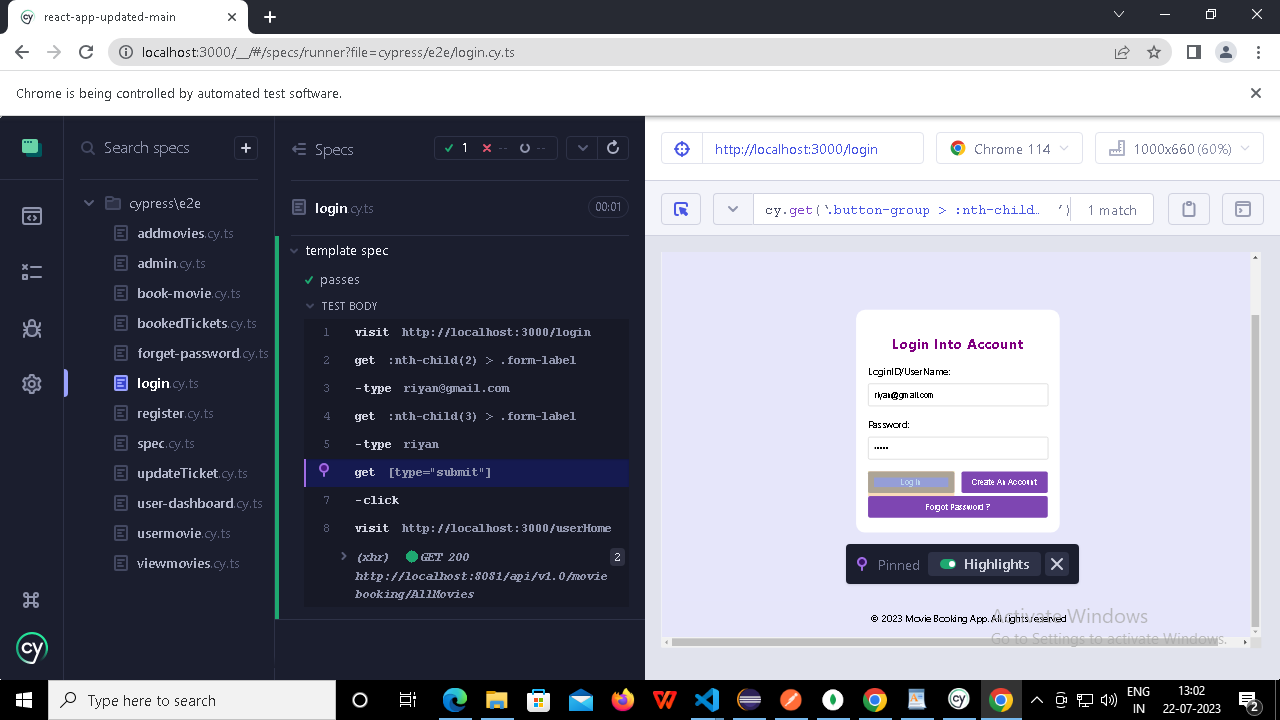 react-app-updated-main
localhost:3000/__/#/specs/runner?file=cypress/e2e/login.cy.ts
Chrome is being controlled by automated test software.
Search specs
cypress\e2e
addmovies.cy.ts
admin.cy.ts
book-movie.cy.ts
bookedTickets.cy.ts
forget-password.cy.ts
login.cy.ts
register.cy.ts
spec.cy.ts
updateTicket.cy.ts
user-dashboard.cy.ts
usermovie.cy.ts
viewmovies.cy.ts
cy
Specs
1 -- --
login.cy.ts 00:01
template spec
passes
TEST BODY
1 visit http://localhost:3000/login
2 get :nth-child(2) > .form-label
3 -type riyan@gmail.com
4 get :nth-child(3) > .form-label
5 -type riyan
get [type="submit"]
7 -click
8 visit http://localhost:3000/userHome
(xhr) GET 200 2
http://localhost:8081/api/v1.0/movie
booking/AllMovies
http://localhost:3000/login Chrome 114 1000x660 (60%)
cy.get('.button-group > :nth-child… ') 1 match
Login Into Account
LoginID/UserName:
riyan@gmail.com
Password:
•••••
Log In Create An Account
Forgot Password ?
Pinned Highlights
© 2023 Movie Booking App. All rights reserved
Activate Windows
Go to Settings to activate Windows.
Type here to search
ENG
IN
13:02
22-07-2023
2